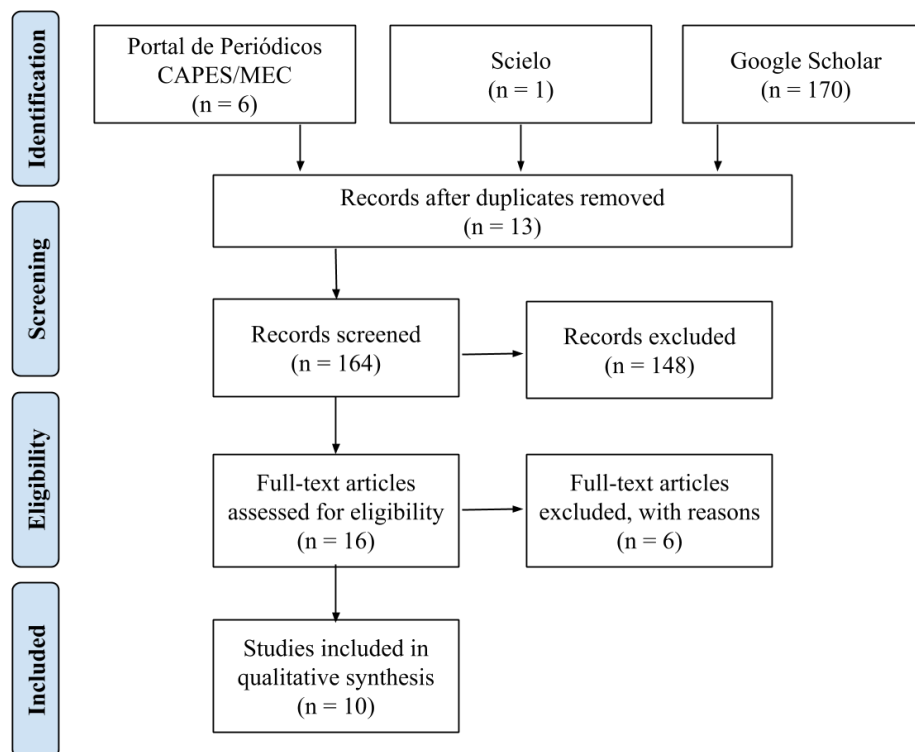 Identification
Portal de Periódicos
CAPES/MEC
(n = 6)
Scielo
(n = 1)
Google Scholar
(n = 170)
Records after duplicates removed
(n = 13)
Screening
Records screened
(n = 164)
Records excluded
(n = 148)
Eligibility
Full-text articles
assessed for eligibility
(n = 16)
Full-text articles
excluded, with reasons
(n = 6)
Included
Studies included in
qualitative synthesis
(n = 10)